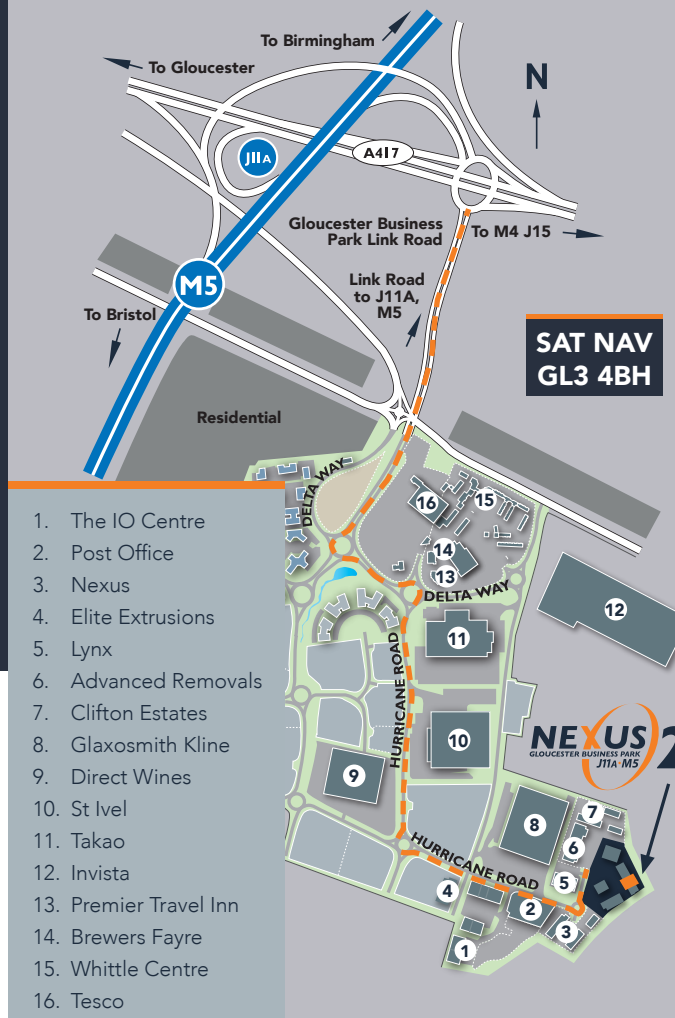 To Birmingham
To Gloucester
N
J11A
A417
Gloucester Business
Park Link Road
To M4 J15
Link Road
to J11A,
M5
M5
To Bristol
SAT NAV
GL3 4BH
Residential
DELTA WAY
16
15
14
13
DELTA WAY
12
11
HURRICANE ROAD
10
9
NEXUS 2
GLOUCESTER BUSINESS PARK
J11A M5
8
7
6
5
HURRICANE ROAD
4
2
3
1
1. The IO Centre
2. Post Office
3. Nexus
4. Elite Extrusions
5. Lynx
6. Advanced Removals
7. Clifton Estates
8. Glaxosmith Kline
9. Direct Wines
10. St Ivel
11. Takao
12. Invista
13. Premier Travel Inn
14. Brewers Fayre
15. Whittle Centre
16. Tesco